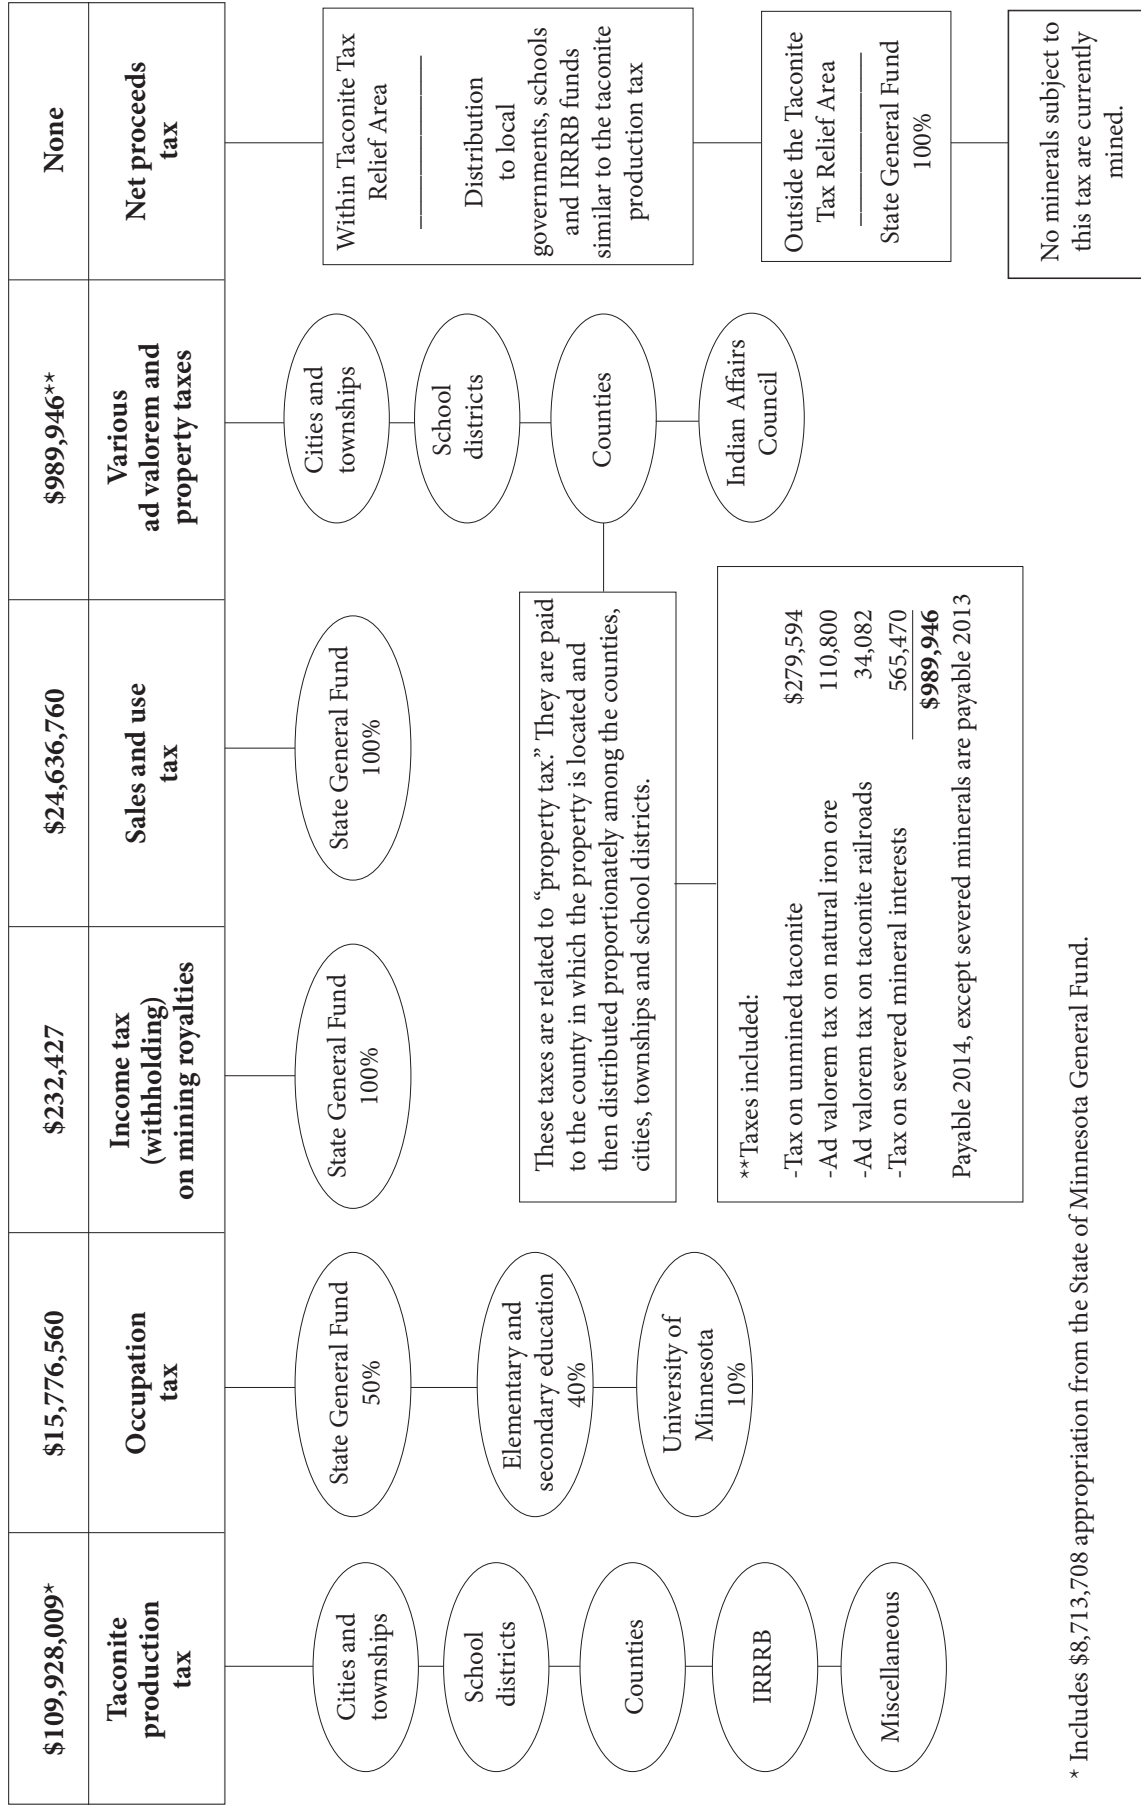 $109,928,009*
Taconite
production
tax
Cities and
townships
School
districts
Counties
IRRB
Miscellaneous
$15,776,560
Occupation
tax
State General Fund
50%
Elementary and
secondary education
40%
University of
Minnesota
10%
$232,427
Income tax
(withholding)
on mining royalties
State General Fund
100%
$24,636,760
Sales and use
tax
State General Fund
100%
$989,946**
Various
ad valorem and
property taxes
Cities and
townships
School
districts
Counties
Indian Affairs
Council
These taxes are related to “property tax.” They are paid
to the county in which the property is located and
then distributed proportionately among the counties,
cities, townships and school districts.
**Taxes included:
-Tax on unmined taconite $279,594
-Ad valorem tax on natural iron ore 110,800
-Ad valorem tax on taconite railroads 34,082
-Tax on severed mineral interests 565,470
$989,946
Payable 2014, except severed minerals are payable 2013
None
Net proceeds
tax
Within Taconite Tax
Relief Area
Distribution
to local
governments, schools
and IRRRB funds
similar to the taconite
production tax
Outside the Taconite
Tax Relief Area
State General Fund
100%
No minerals subject to
this tax are currently
mined.
* Includes $8,713,708 appropriation from the State of Minnesota General Fund.